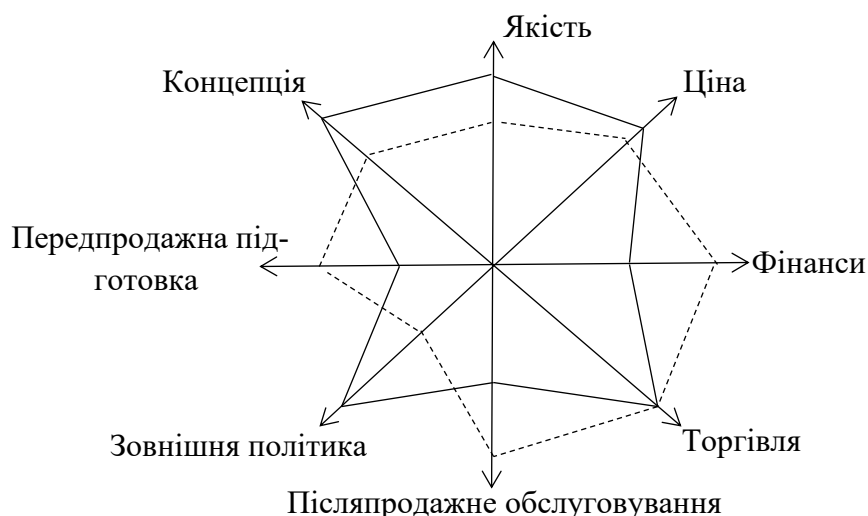 Якість
Концепція
Ціна
Передпродажна під-
готовка
Фінанси
Зовнішня політика
Торгівля
Післяпродажне обслуговування